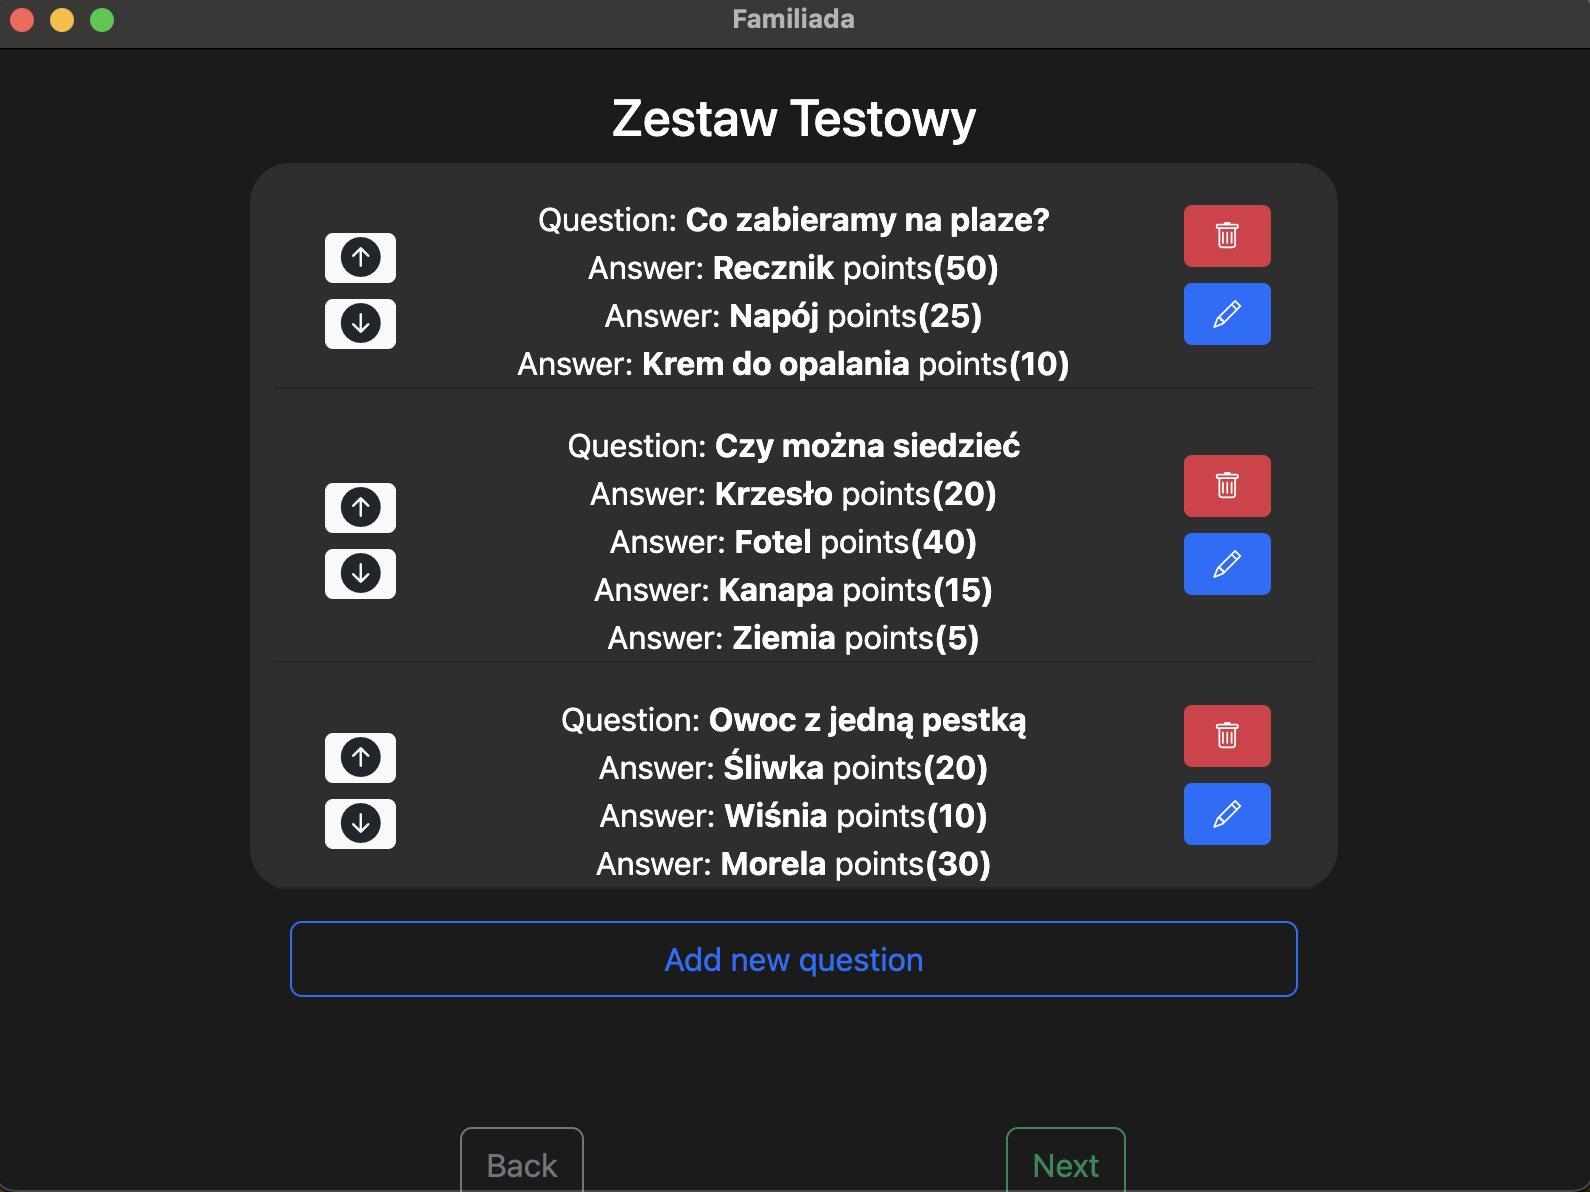 Familiada
Zestaw Testowy
Question: Co zabieramy na plaze?
Answer: Recznik points(50)
Answer: Napój points(25)
Answer: Krem do opalania points(10)
Question: Czy można siedzieć
Answer: Krzesło points(20)
Answer: Fotel points(40)
Answer: Kanapa points(15)
Answer: Ziemia points(5)
Question: Owoc z jedną pestką
Answer: Śliwka points(20)
Answer: Wiśnia points(10)
Answer: Morela points(30)
Add new question
Back
Next